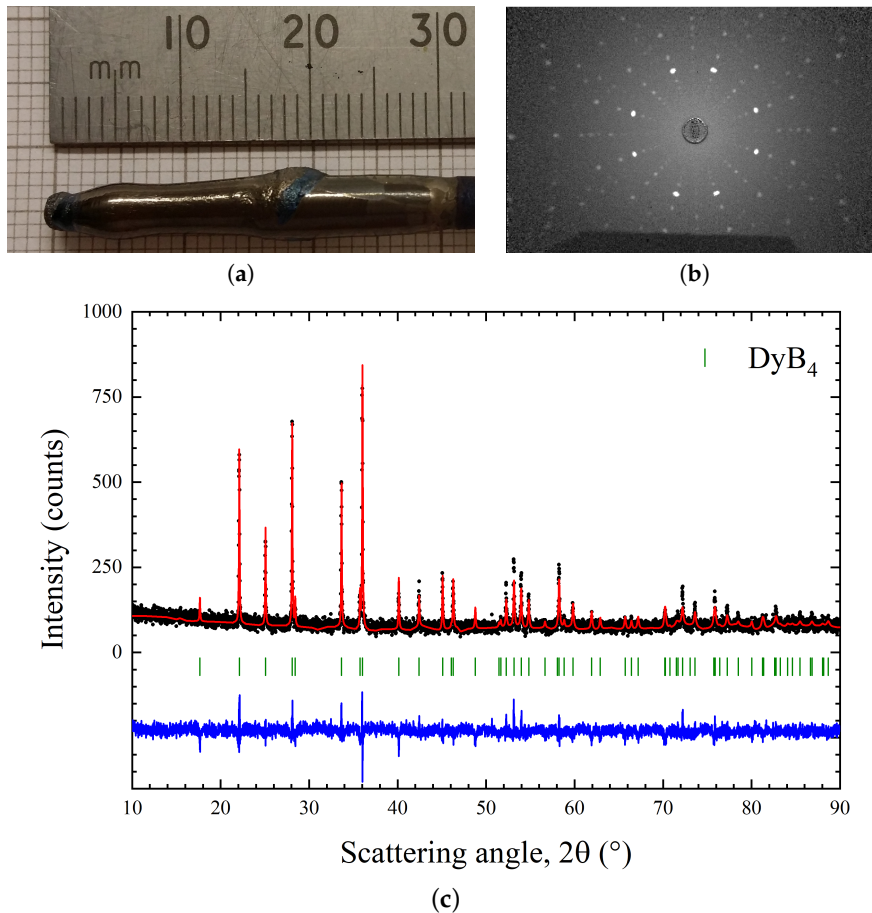 10 20 30
mm
(a)
(b)
1000
750
500
250
0
Intensity (counts)
DyB₄
10 20 30 40 50 60 70 80 90
Scattering angle, 2θ (°)
(c)